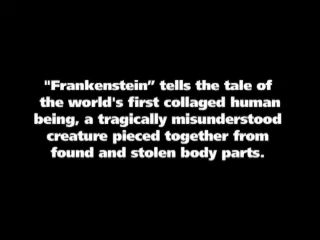 "Frankenstein” tells the tale of
the world's first collaged human
being, a tragically misunderstood
creature pieced together from
found and stolen body parts.